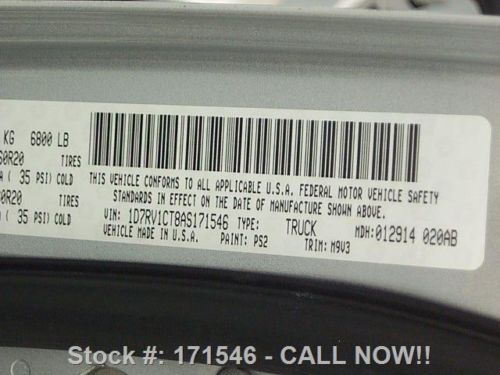 KG 6800 LB
60R20 TIRES
( 35 PSI) COLD
60R20 TIRES
( 35 PSI) COLD
THIS VEHICLE CONFORMS TO ALL APPLICABLE U.S.A. FEDERAL MOTOR VEHICLE SAFETY
STANDARDS IN EFFECT ON THE DATE OF MANUFACTURE SHOWN ABOVE.
VIN: 1D7RV1CT8AS171546 TYPE: TRUCK MDH:012914 020AB
VEHICLE MADE IN U.S.A. PAINT: PS2 TRIM: M9V3
Stock #: 171546 - CALL NOW!!